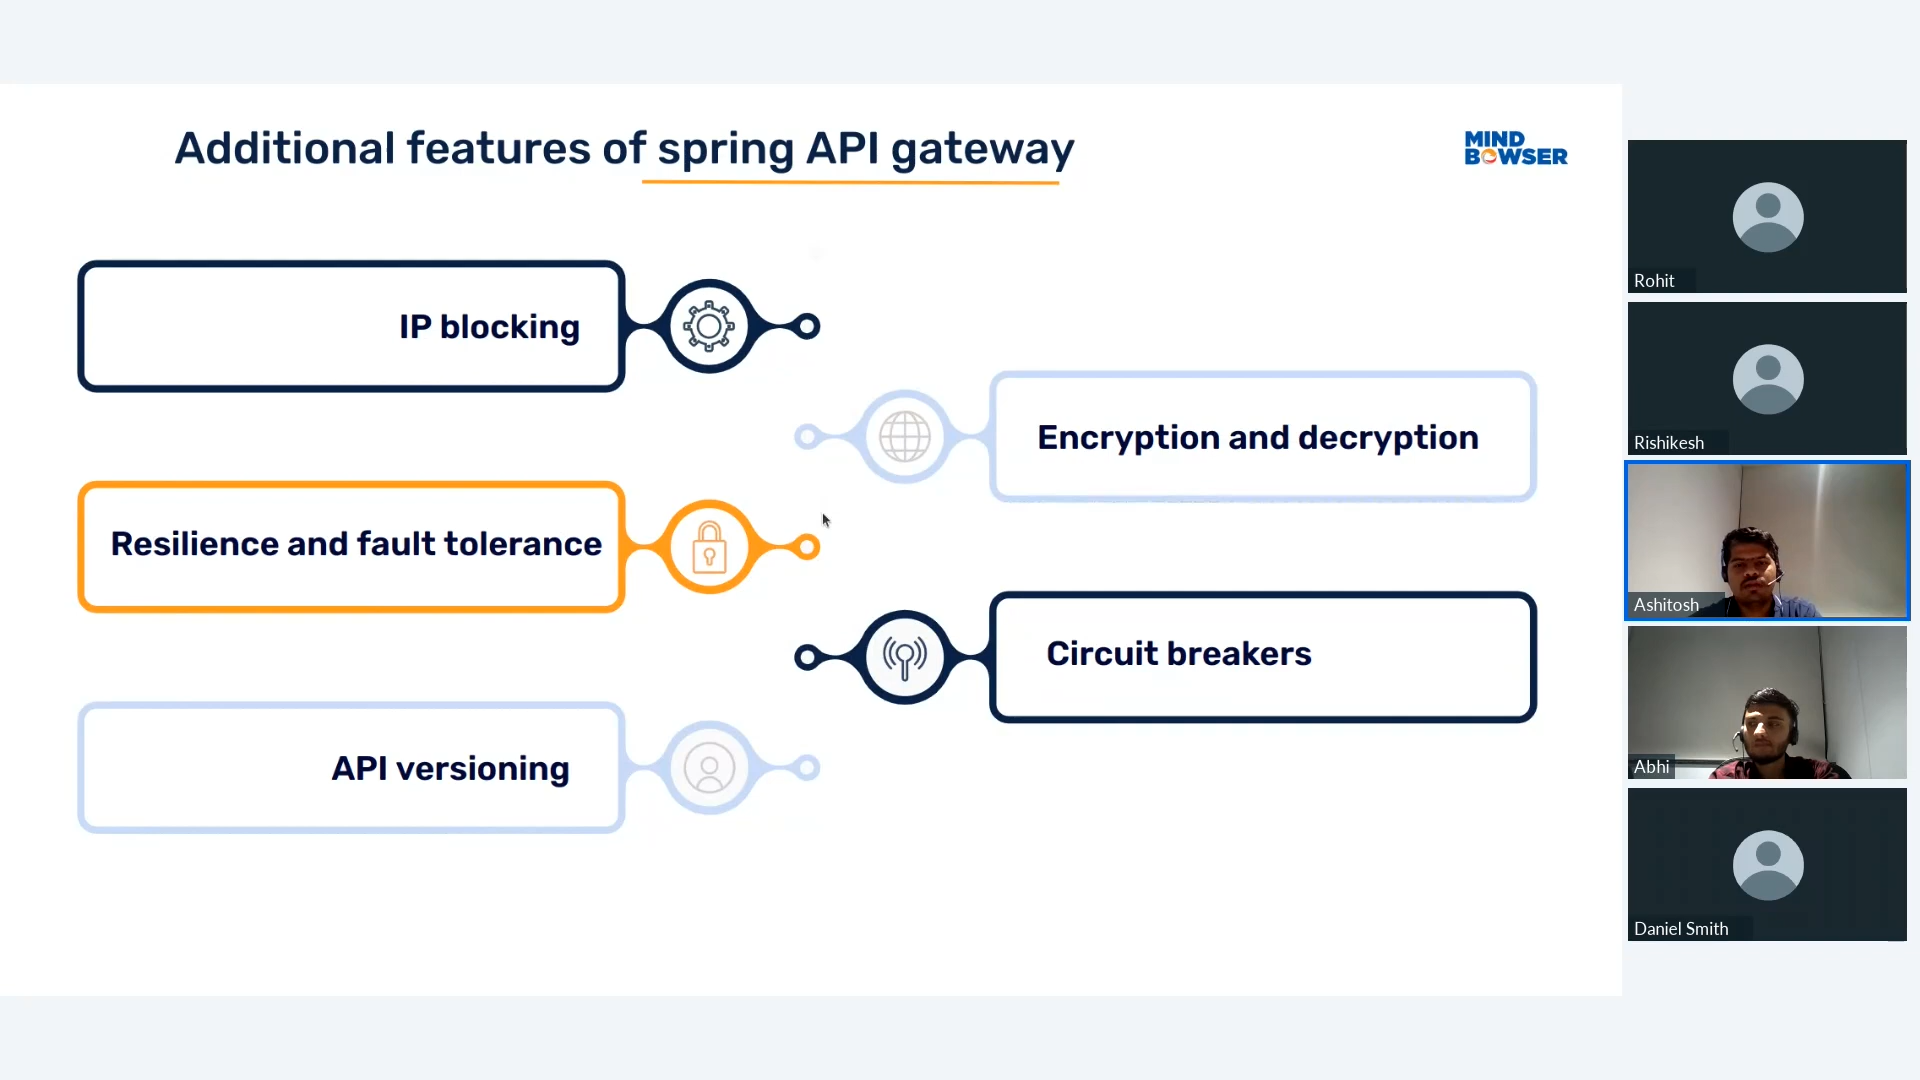 Additional features of spring API gateway
MIND
BOWSER
IP blocking
Encryption and decryption
Resilience and fault tolerance
Circuit breakers
API versioning
Rohit
Rishikesh
Ashitosh
Abhi
Daniel Smith